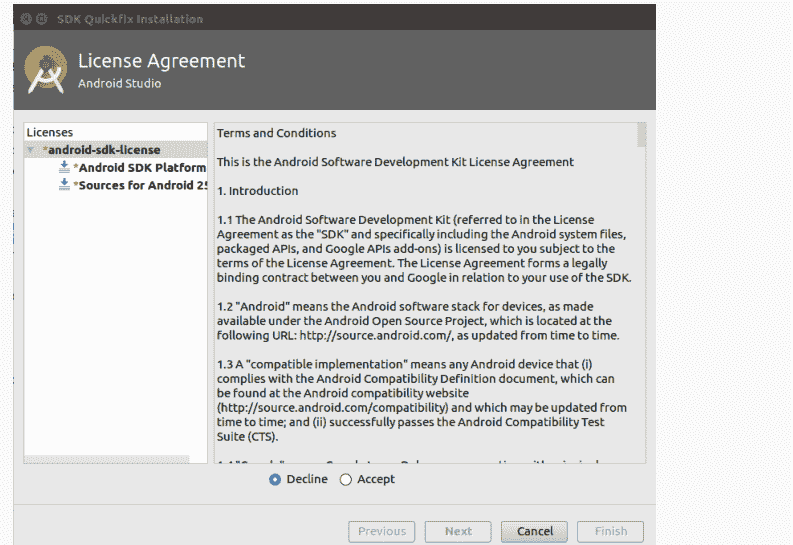 SDK Quickfix Installation
License Agreement
Android Studio
Licenses
*android-sdk-license
*Android SDK Platform
*Sources for Android 25
Terms and Conditions
This is the Android Software Development Kit License Agreement
1. Introduction
1.1 The Android Software Development Kit (referred to in the License
Agreement as the "SDK" and specifically including the Android system files,
packaged APIs, and Google APIs add-ons) is licensed to you subject to the
terms of the License Agreement. The License Agreement forms a legally
binding contract between you and Google in relation to your use of the SDK.
1.2 "Android" means the Android software stack for devices, as made
available under the Android Open Source Project, which is located at the
following URL: http://source.android.com/, as updated from time to time.
1.3 A "compatible implementation" means any Android device that (i)
complies with the Android Compatibility Definition document, which can
be found at the Android compatibility website
(http://source.android.com/compatibility) and which may be updated from
time to time; and (ii) successfully passes the Android Compatibility Test
Suite (CTS).
Decline Accept
Previous Next Cancel Finish